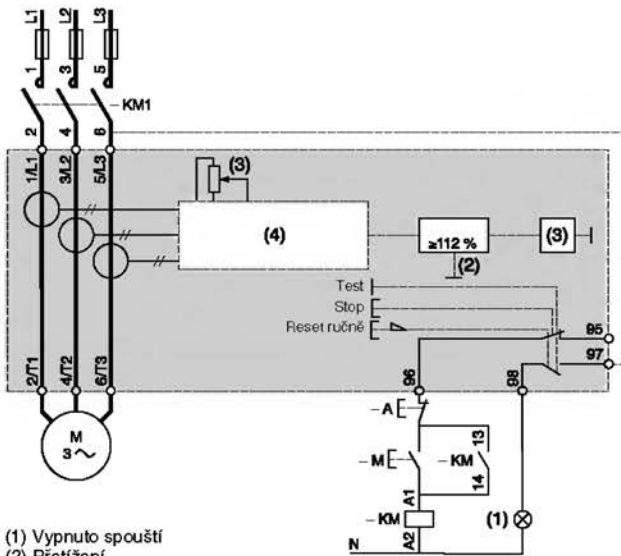 L1 L2 L3
1 3 5
- KM1
2 4 6
1/L1 3/L2 5/L3
(3)
(4)
≥112 %
(3)
(2)
Test
Stop
Reset ručně
95
97
2/T1 4/T2 6/T3
96 98
- A
M
3 ~
- M
- KM
13
14
A1
- KM
A2
(1)
N
(1) Vypnuto spouští
(2) Přetížení